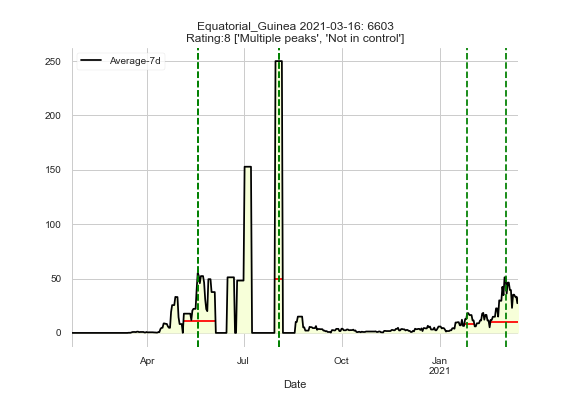 Equatorial_Guinea 2021-03-16: 6603
Rating:8 ['Multiple peaks', 'Not in control']
Average-7d
250
200
150
100
50
0
Apr
Jul
Oct
Jan
2021
Date